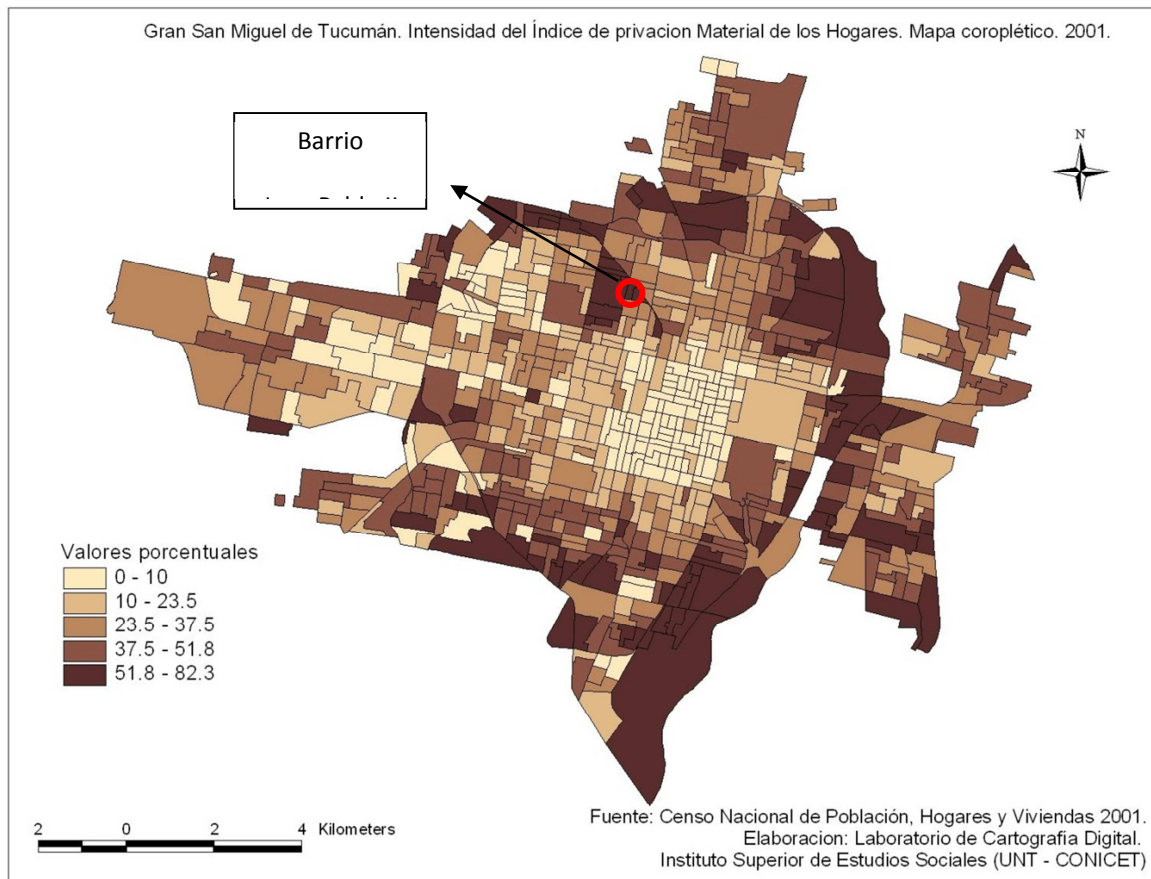 Gran San Miguel de Tucumán. Intensidad del Índice de privacion Material de los Hogares. Mapa coroplético. 2001.
Barrio
N
Valores porcentuales
0 - 10
10 - 23.5
23.5 - 37.5
37.5 - 51.8
51.8 - 82.3
2 0 2 4 Kilometers
Fuente: Censo Nacional de Población, Hogares y Viviendas 2001.
Elaboracion: Laboratorio de Cartografia Digital.
Instituto Superior de Estudios Sociales (UNT - CONICET)